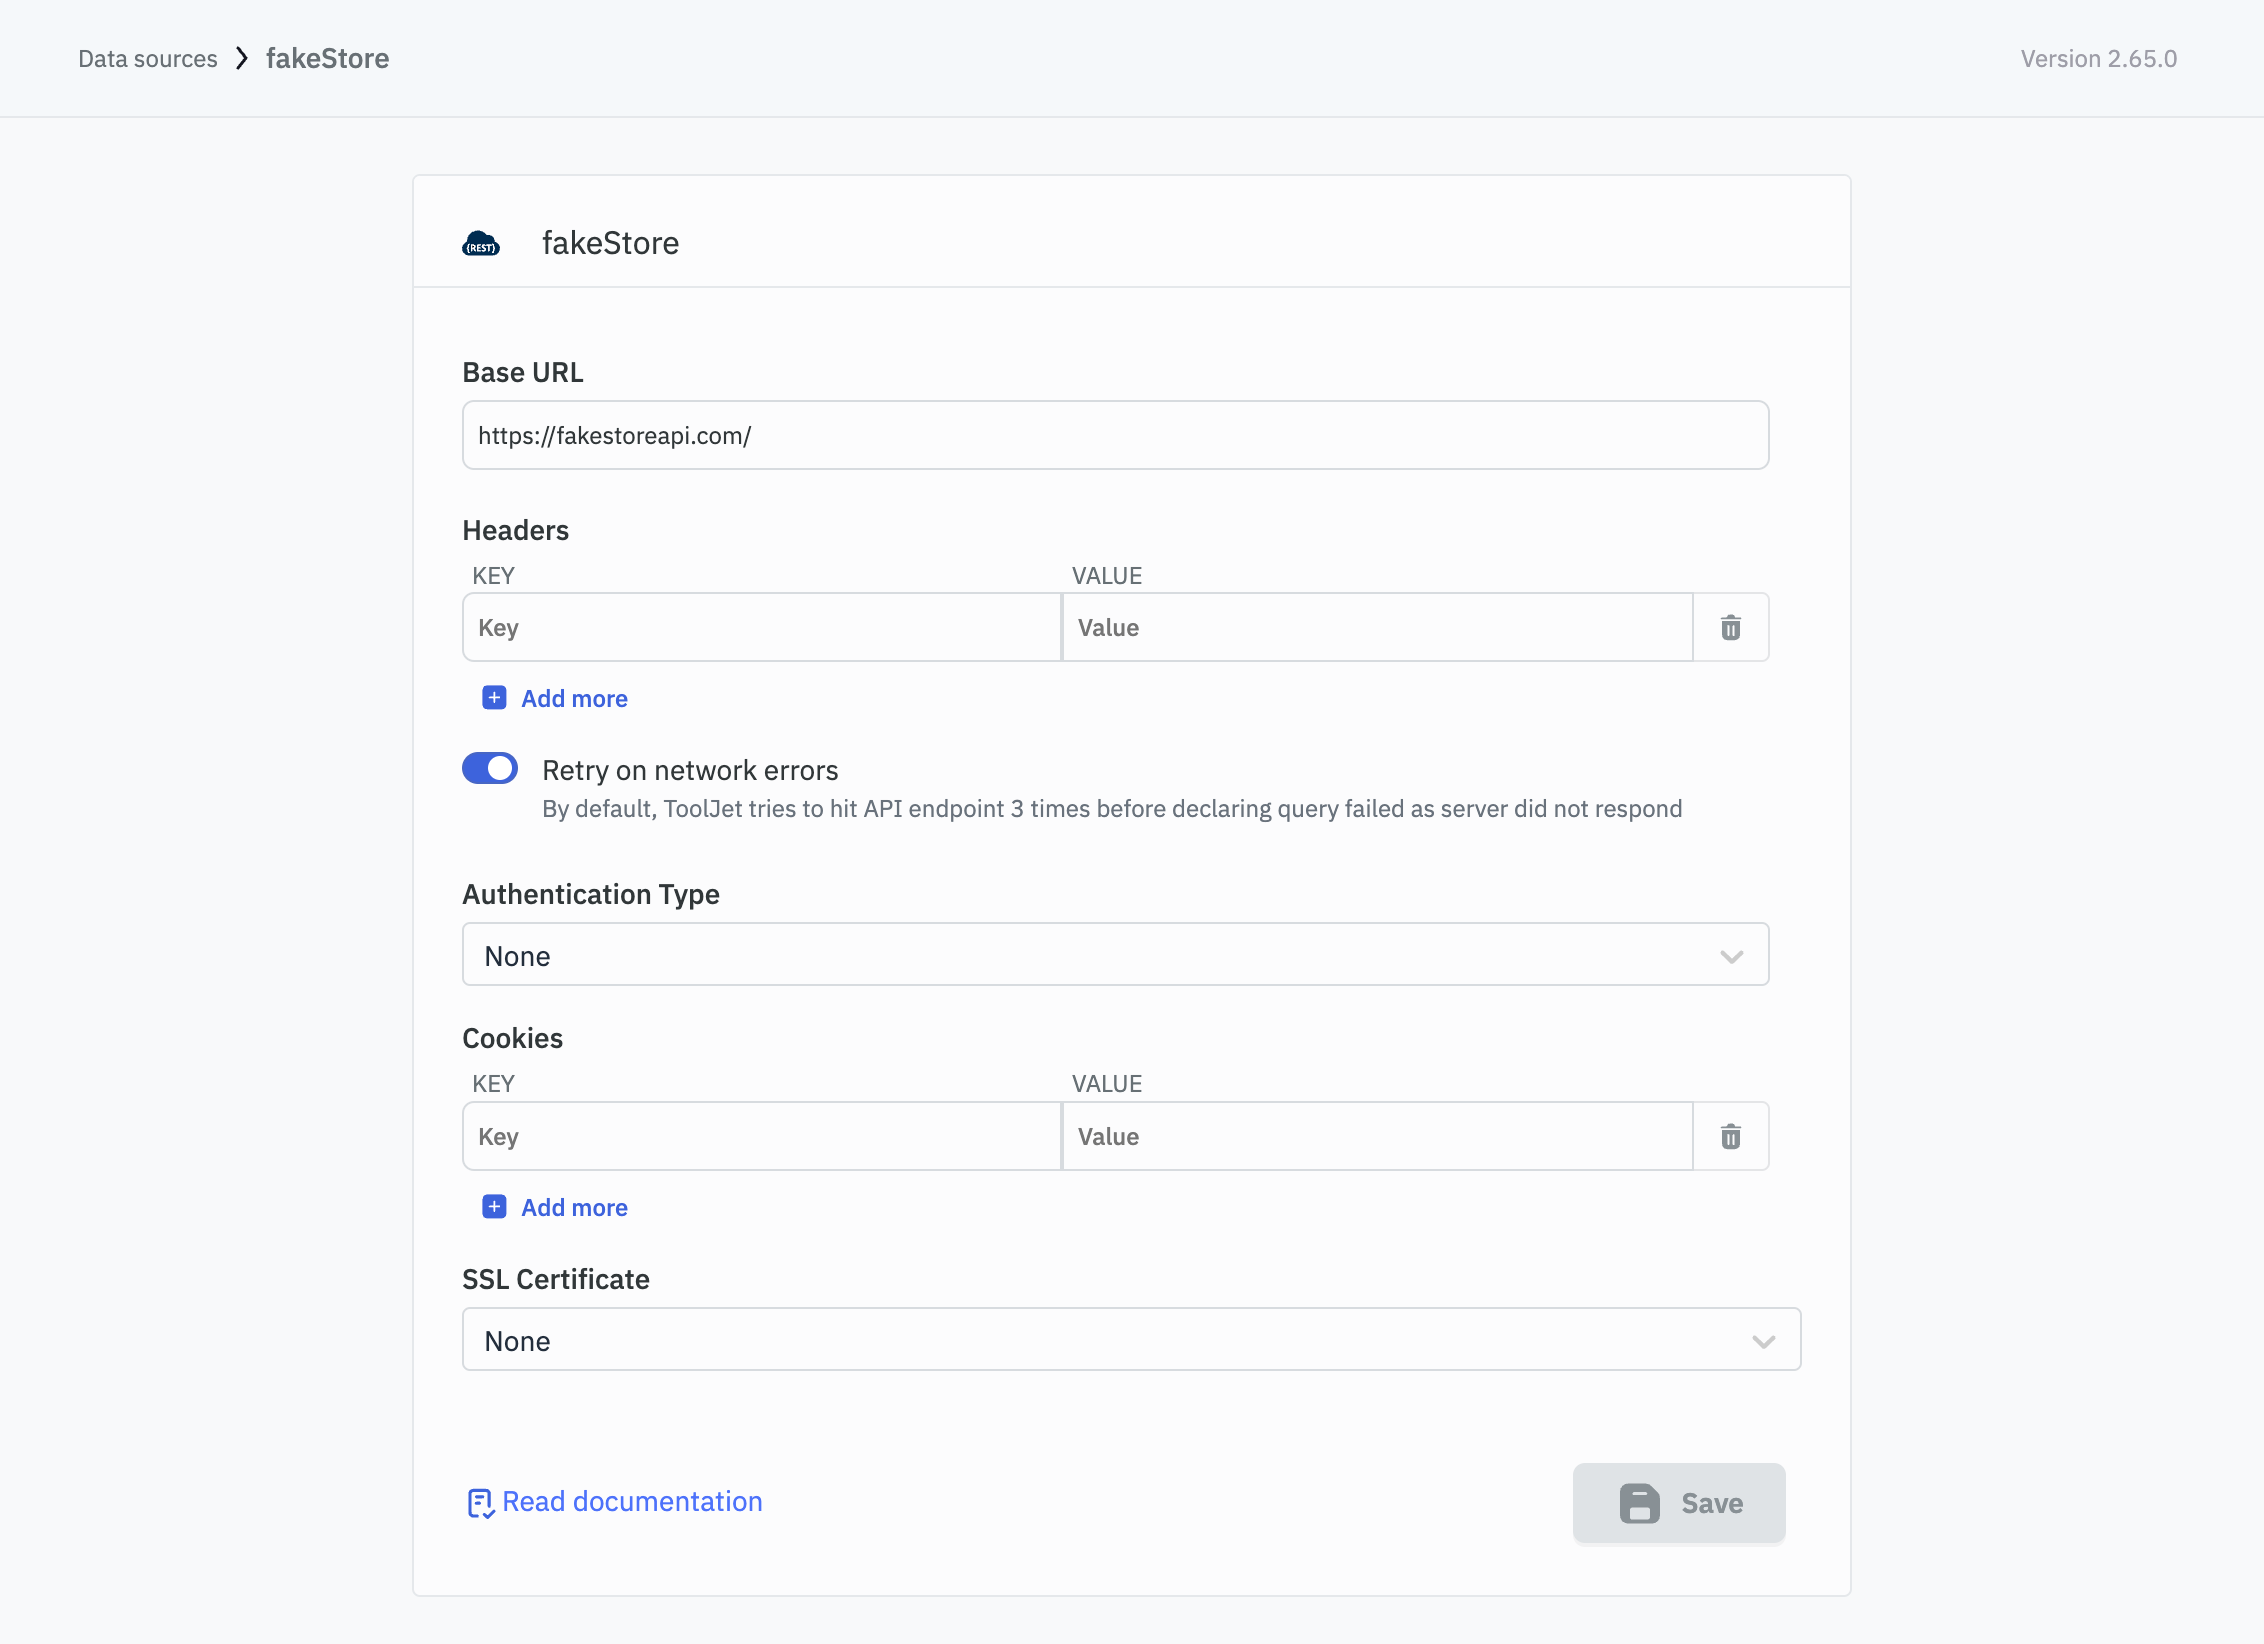 Data sources fakeStore Version 2.65.0
{REST} fakeStore
Base URL
https://fakestoreapi.com/
Headers
KEY VALUE
Key Value
Add more
Retry on network errors
By default, ToolJet tries to hit API endpoint 3 times before declaring query failed as server did not respond
Authentication Type
None
Cookies
KEY VALUE
Key Value
Add more
SSL Certificate
None
Read documentation Save